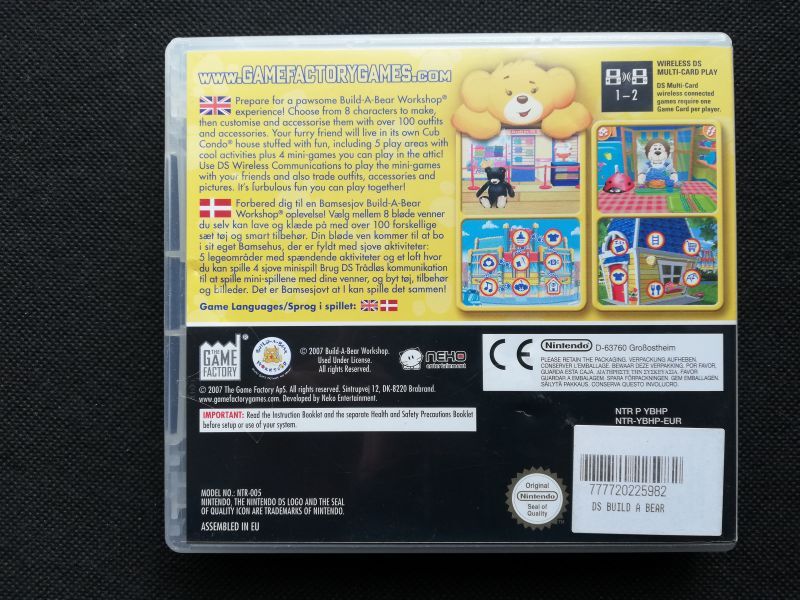 WWW.GAMEFACTORYGAMES.COM
Prepare for a pawsome Build-A-Bear Workshop®
experience! Choose from 8 characters to make,
then customise and accessorise them with over 100 outfits
and accessories. Your furry friend will live in its own Cub
Condo® house stuffed with fun, including 5 play areas with
cool activities plus 4 mini-games you can play in the attic!
Use DS Wireless Communications to play the mini-games
with your friends and also trade outfits, accessories and
pictures. It's furbulous fun you can play together!
Forbered dig til en Bamsesjov Build-A-Bear
Workshop® oplevelse! Vælg mellem 8 bløde venner
du selv kan lave og klæde på med over 100 forskellige
sæt tøj og smart tilbehør. Din bløde ven kommer til at bo
i sit eget Bamsehus, der er fyldt med sjove aktiviteter:
5 legeområder med spændende aktiviteter og et loft hvor
du kan spille 4 sjove minispil! Brug DS Trådløs kommunikation
til at spille mini-spillene med dine venner, og byt tøj, tilbehør
og billeder. Det er Bamsesjovt at I kan spille det sammen!
Game Languages/Sprog i spillet:
1-2
WIRELESS DS
MULTI-CARD PLAY
DS Multi-Card
wireless connected
games require one
Game Card per player.
THE
GAME
FACTORY
BUILD-A-BEAR
WORKSHOP
© 2007 Build-A-Bear Workshop.
Used Under License.
All rights reserved.
NEKO
entertainment
© 2007 The Game Factory ApS. All rights reserved. Sintrupvej 12, DK-8220 Brabrand.
www.gamefactorygames.com. Developed by Neko Entertainment.
IMPORTANT: Read the Instruction Booklet and the separate Health and Safety Precautions Booklet
before setup or use of your system.
CE
Nintendo
D-63760 Großostheim
PLEASE RETAIN THE PACKAGING. VERPACKUNG AUFHEBEN.
CONSERVER L'EMBALLAGE. BEWAAR DEZE VERPAKKING. POR FAVOR,
GUARDA ESTA CAJA. ΔΙΑΤΗΡΗΣΤΕ ΤΗΝ ΣΥΣΚΕΥΑΣΙΑ. FAVOR
GUARDAR A EMBALAGEM. SPARA FÖRPACKNINGEN. GEM EMBALLAGEN.
SÄILYTÄ PAKKAUS. CONSERVA QUESTO INVOLUCRO.
NTR P YBHP
NTR-YBHP-EUR
777720225982
DS BUILD A BEAR
Original
Nintendo
Seal of
Quality
MODEL NO.: NTR-005
NINTENDO, THE NINTENDO DS LOGO AND THE SEAL
OF QUALITY ICON ARE TRADEMARKS OF NINTENDO.
ASSEMBLED IN EU